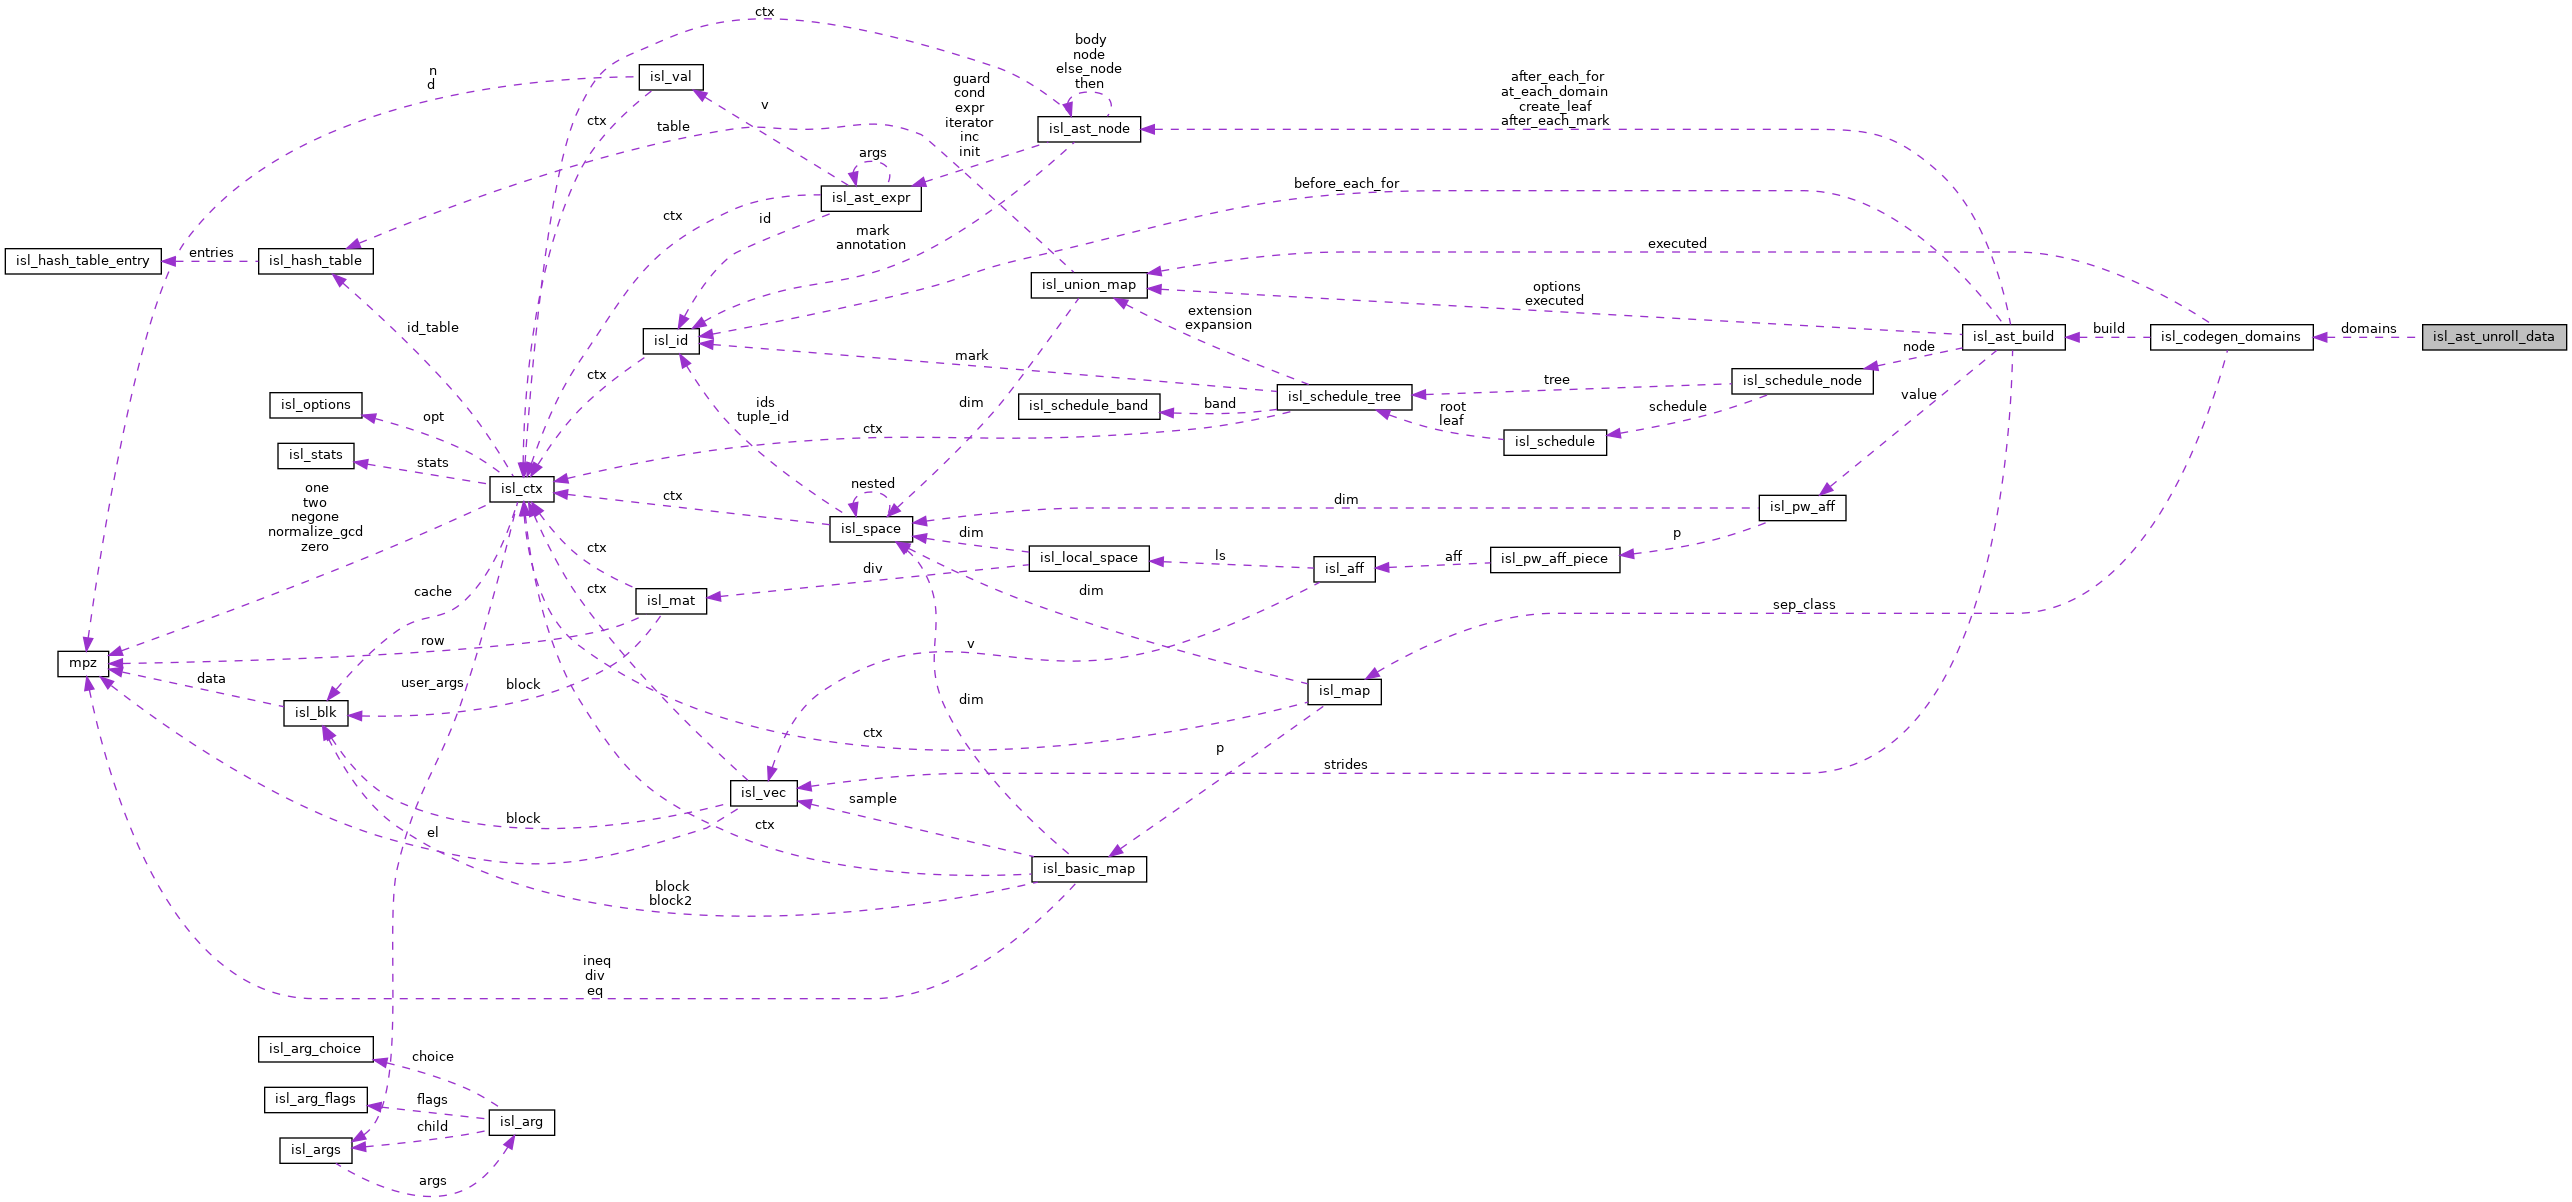 ctx
body
node
else_node
then
n
d
isl_val
guard
cond
expr
iterator
inc
init
after_each_for
at_each_domain
create_leaf
after_each_mark
v
ctx
table
isl_ast_node
args
before_each_for
isl_ast_expr
ctx
id
mark
annotation
executed
entries
isl_hash_table_entry
isl_hash_table
isl_union_map
options
executed
extension
expansion
id_table
isl_id
build
domains
isl_ast_build
isl_codegen_domains
isl_ast_unroll_data
node
mark
ctx
tree
isl_schedule_node
value
isl_schedule_tree
ids
tuple_id
dim
isl_schedule_band
band
root
leaf
schedule
isl_options
opt
ctx
isl_schedule
isl_stats
stats
nested
isl_ctx
one
two
negone
normalize_gcd
zero
ctx
dim
isl_pw_aff
isl_space
dim
p
ctx
isl_local_space
ls
aff
isl_pw_aff_piece
isl_aff
div
cache
ctx
isl_mat
dim
sep_class
row
v
mpz
data
user_args
block
isl_map
dim
isl_blk
ctx
p
strides
isl_vec
sample
block
el
ctx
isl_basic_map
block
block2
ineq
div
eq
isl_arg_choice
choice
isl_arg_flags
flags
isl_arg
child
isl_args
args